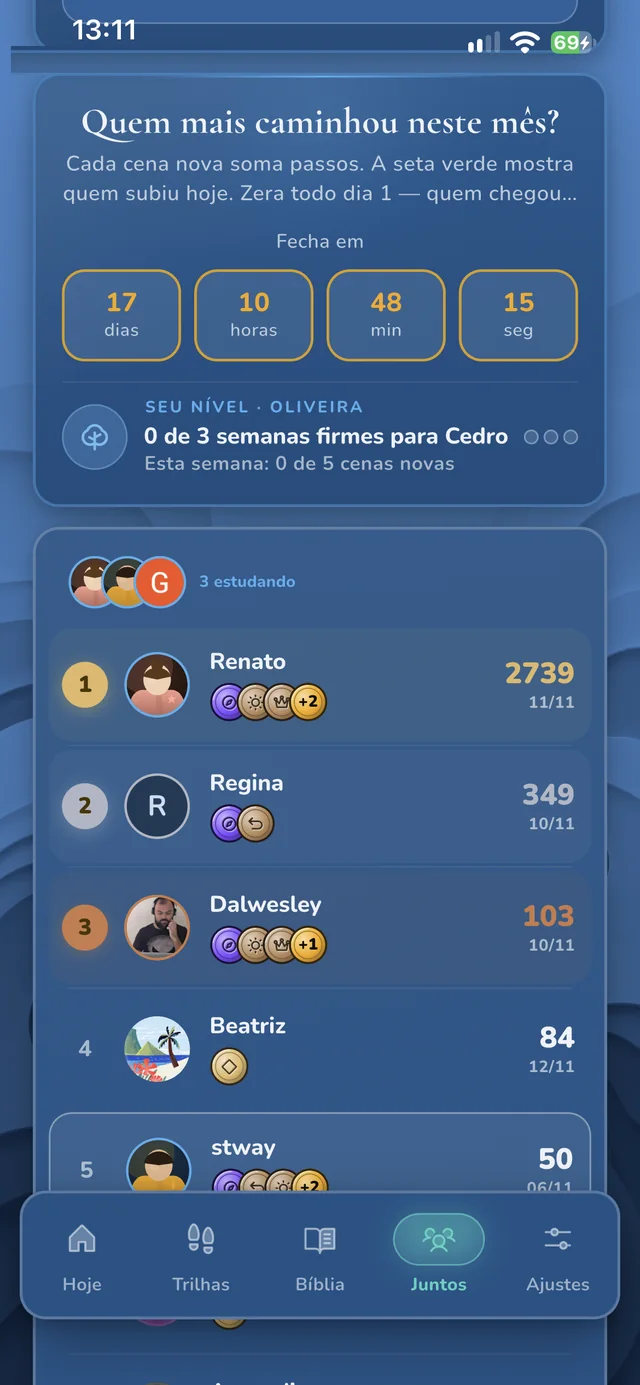 13:11
69
Quem mais caminhou neste mês?
Cada cena nova soma passos. A seta verde mostra
quem subiu hoje. Zera todo dia 1 — quem chegou...
Fecha em
17 10 48 15
dias horas min seg
SEU NÍVEL · OLIVEIRA
0 de 3 semanas firmes para Cedro
Esta semana: 0 de 5 cenas novas
G 3 estudando
1 Renato 2739
+2 11/11
2 R Regina 349
10/11
3 Dalwesley 103
+1 10/11
4 Beatriz 84
12/11
5 stway 50
+2 06/11
Hoje Trilhas Bíblia Juntos Ajustes